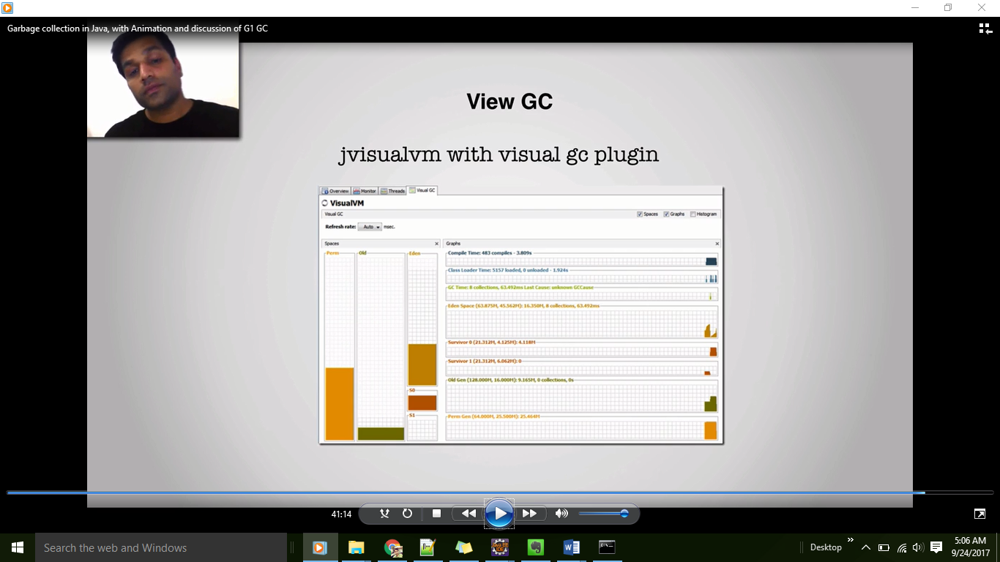 Garbage collection in Java, with Animation and discussion of G1 GC
View GC
jvisualvm with visual gc plugin
Overview Monitor Threads Visual GC
VisualVM
Visual GC Spaces Graphs Histogram
Refresh rate: Auto msec.
Spaces
Graphs
Perm Old Eden
S0
S1
Compile Time: 483 compiles - 3.809s
Class Loader Time: 5157 loaded, 0 unloaded - 1.924s
GC Time: 8 collections, 63.492ms Last Cause: unknown GCCause
Eden Space (63.875M, 45.562M): 16.350M, 8 collections, 63.492ms
Survivor 0 (21.312M, 4.125M): 4.118M
Survivor 1 (21.312M, 6.062M): 0
Old Gen (128.000M, 16.000M): 9.165M, 0 collections, 0s
Perm Gen (64.000M, 25.500M): 25.464M
41:14
Search the web and Windows
Desktop
5:06 AM
9/24/2017